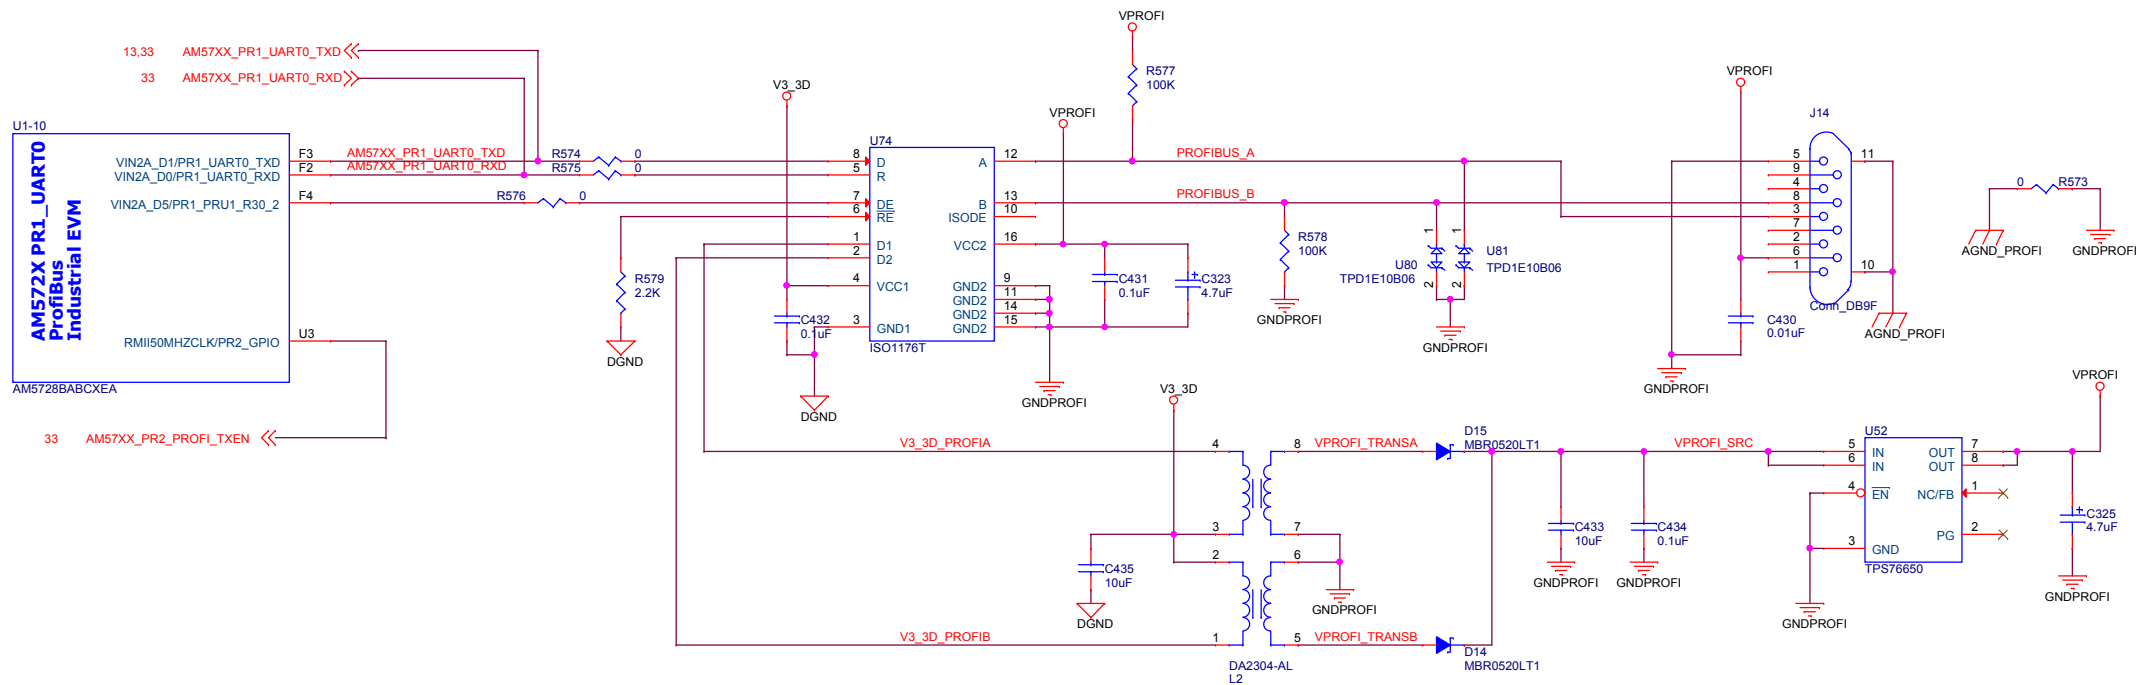 VPROFI
13,33 AM57XX_PR1_UART0_TXD
33 AM57XX_PR1_UART0_RXD
R577
100K
V3_3D
VPROFI
VPROFI
J14
U1-10
AM572X PR1_UART0
ProfiBus
Industrial EVM
VIN2A_D1/PR1_UART0_TXD F3 AM57XX_PR1_UART0_TXD R574 0
VIN2A_D0/PR1_UART0_RXD F2 AM57XX_PR1_UART0_RXD R575 0
VIN2A_D5/PR1_PRU1_R30_2 F4 R576 0
RMII50MHZCLK/PR2_GPIO U3
AM5728BABCXEA
33 AM57XX_PR2_PROFI_TXEN
R579
2.2K
DGND
U74
8 D A 12 PROFIBUS_A
5 R
7 DE B 13 PROFIBUS_B
6 RE ISODE 10
1 D1 VCC2 16
2 D2
4 VCC1 GND2 9
GND2 11
GND2 14
3 GND1 GND2 15
ISO1176T
C432
0.1uF
DGND
C431
0.1uF
C323
4.7uF
+
GNDPROFI
R578
100K
GNDPROFI
1 1
U80
TPD1E10B06
U81
TPD1E10B06
2 2
GNDPROFI
5 11
9
4
8
3
7
2
6
1 10
Conn_DB9F
C430
0.01uF
GNDPROFI
AGND_PROFI
0 R573
AGND_PROFI
GNDPROFI
V3_3D
V3_3D_PROFIA 4 8 VPROFI_TRANSA
D15
MBR0520LT1
3 7
2 6
C435
10uF
DGND
GNDPROFI
V3_3D_PROFIB 1 5 VPROFI_TRANSB
D14
MBR0520LT1
DA2304-AL
L2
VPROFI_SRC
C433
10uF
GNDPROFI
C434
0.1uF
GNDPROFI
VPROFI
U52
5 IN OUT 7
6 IN OUT 8
4 EN NC/FB 1
PG 2
3 GND
TPS76650
GNDPROFI
+
C325
4.7uF
GNDPROFI